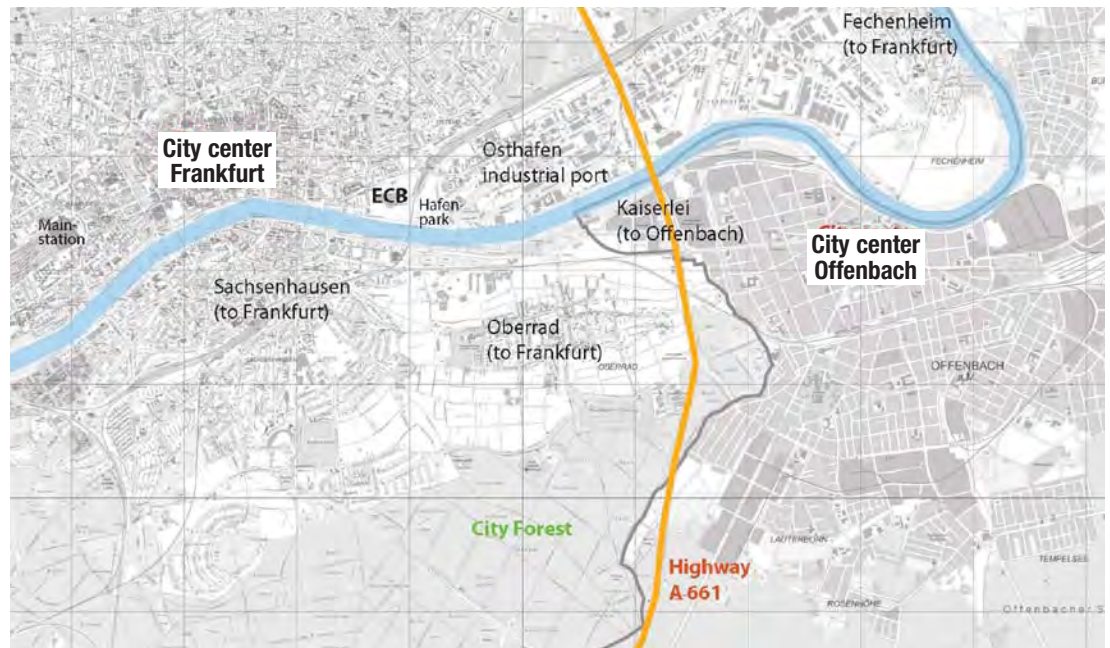 Fechenheim
(to Frankfurt)
City center
Frankfurt
Osthafen
industrial port
ECB
Hafen-
park
FECHENHEIM
Main-
station
Kaiserlei
(to Offenbach)
City center
Offenbach
Sachsenhausen
(to Frankfurt)
Oberrad
(to Frankfurt)
OBERRAD
OFFENBACH
City Forest
Highway
A 661
LAUTERBORN
TEMPELSEE
ROSENHÖHE
Offenbacher S